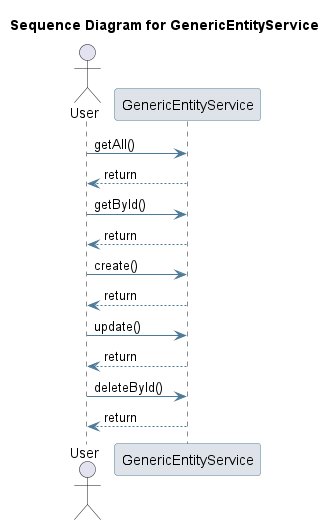 Sequence Diagram for GenericEntityService
User
GenericEntityService
getAll()
return
getById()
return
create()
return
update()
return
deleteById()
return
User
GenericEntityService